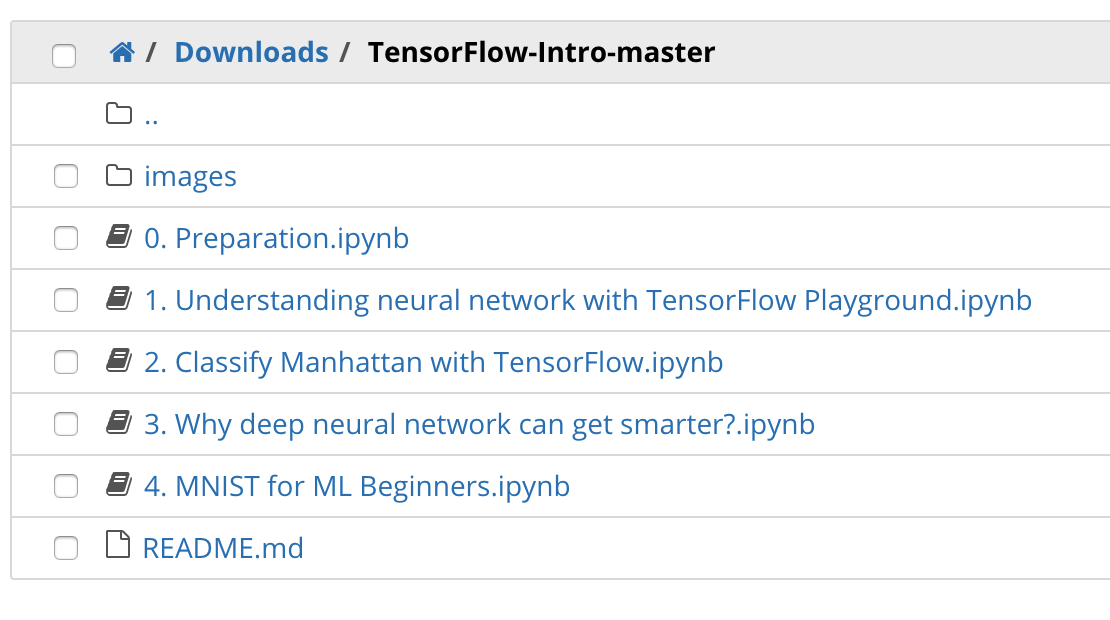 / Downloads / TensorFlow-Intro-master
..
images
0. Preparation.ipynb
1. Understanding neural network with TensorFlow Playground.ipynb
2. Classify Manhattan with TensorFlow.ipynb
3. Why deep neural network can get smarter?.ipynb
4. MNIST for ML Beginners.ipynb
README.md